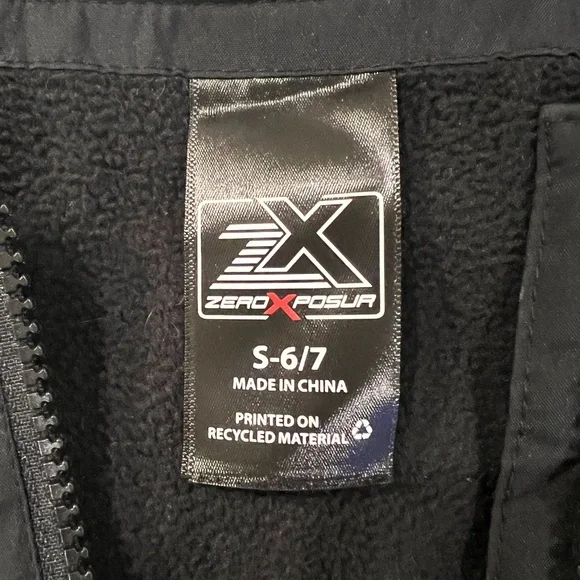 ZX
ZEROXPOSUR
S-6/7
MADE IN CHINA
PRINTED ON
RECYCLED MATERIAL